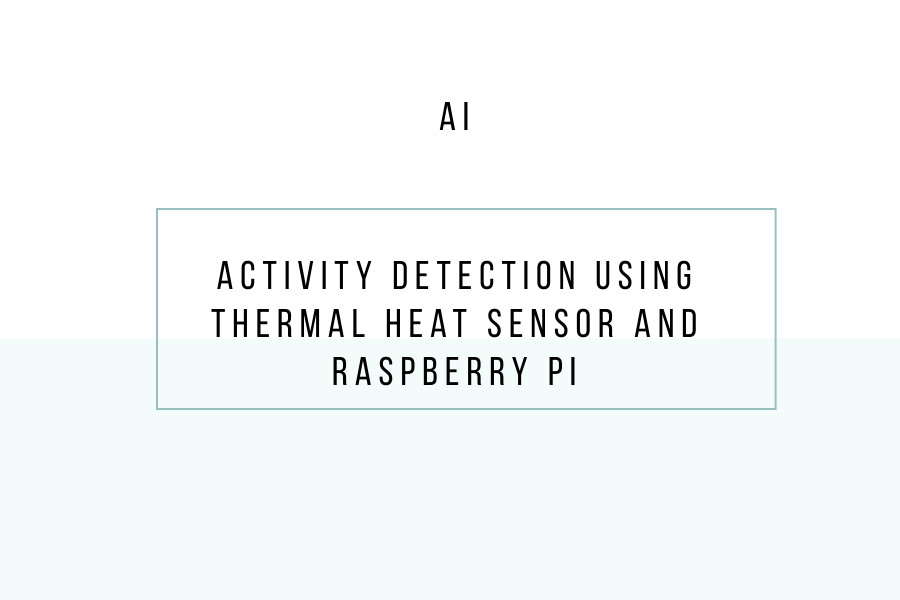 AI
ACTIVITY DETECTION USING
THERMAL HEAT SENSOR AND
RASPBERRY PI